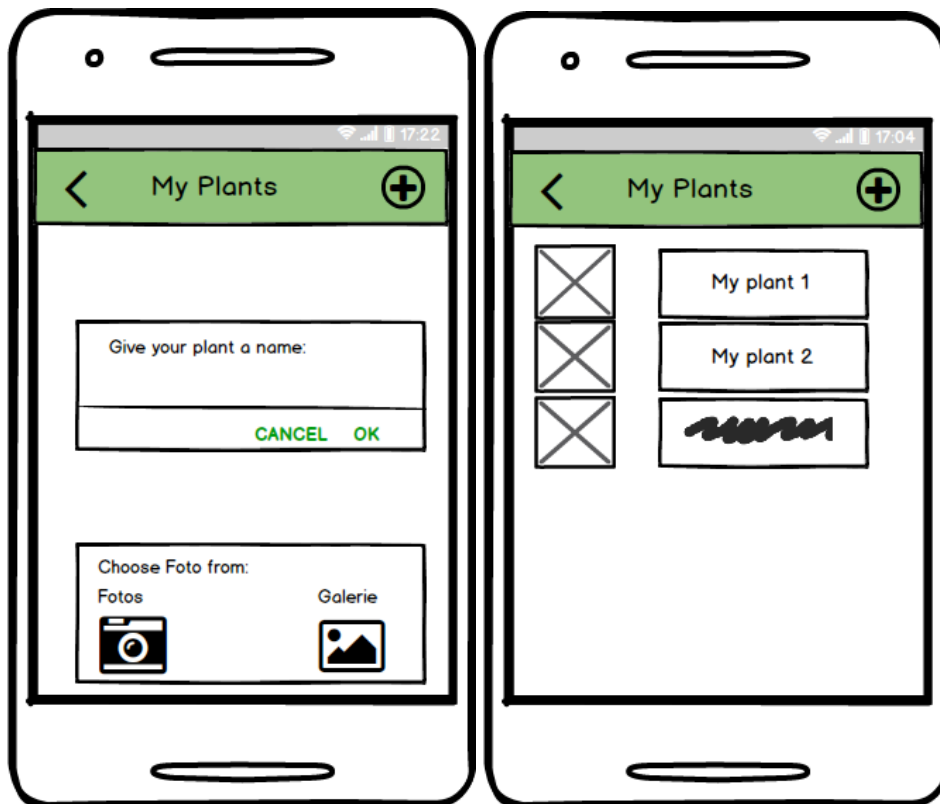 17:22
My Plants
Give your plant a name:
CANCEL OK
Choose Foto from:
Fotos Galerie
17:04
My Plants
My plant 1
My plant 2